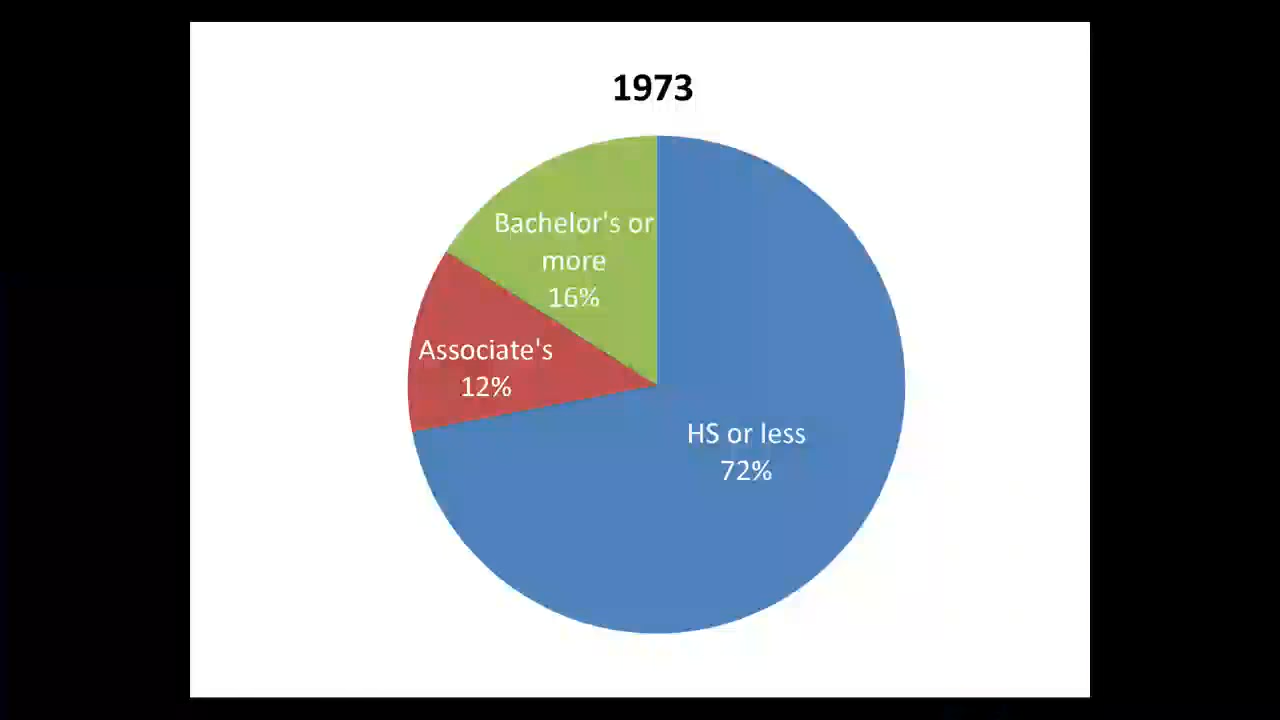 1973
Bachelor's or
more
16%
Associate's
12%
HS or less
72%